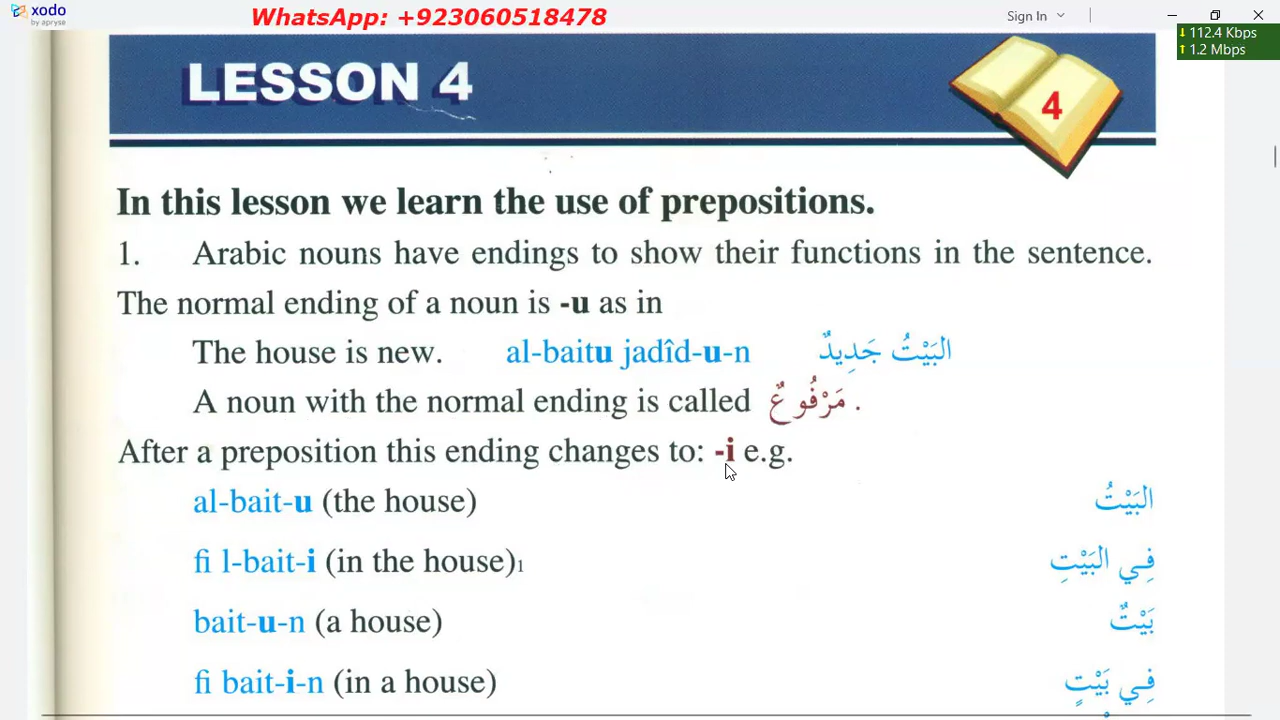 xodo
by apryse
WhatsApp: +923060518478
Sign In
112.4 Kbps
1.2 Mbps
LESSON 4
4
In this lesson we learn the use of prepositions.
1. Arabic nouns have endings to show their functions in the sentence.
The normal ending of a noun is -u as in
The house is new. al-baitu jadîd-u-n البَيْتُ جَدِيدٌ
A noun with the normal ending is called مَرْفُوعٌ .
After a preposition this ending changes to: -i e.g.
al-bait-u (the house) البَيْتُ
fi l-bait-i (in the house)1 فِي البَيْتِ
bait-u-n (a house) بَيْتٌ
fi bait-i-n (in a house) فِي بَيْتٍ